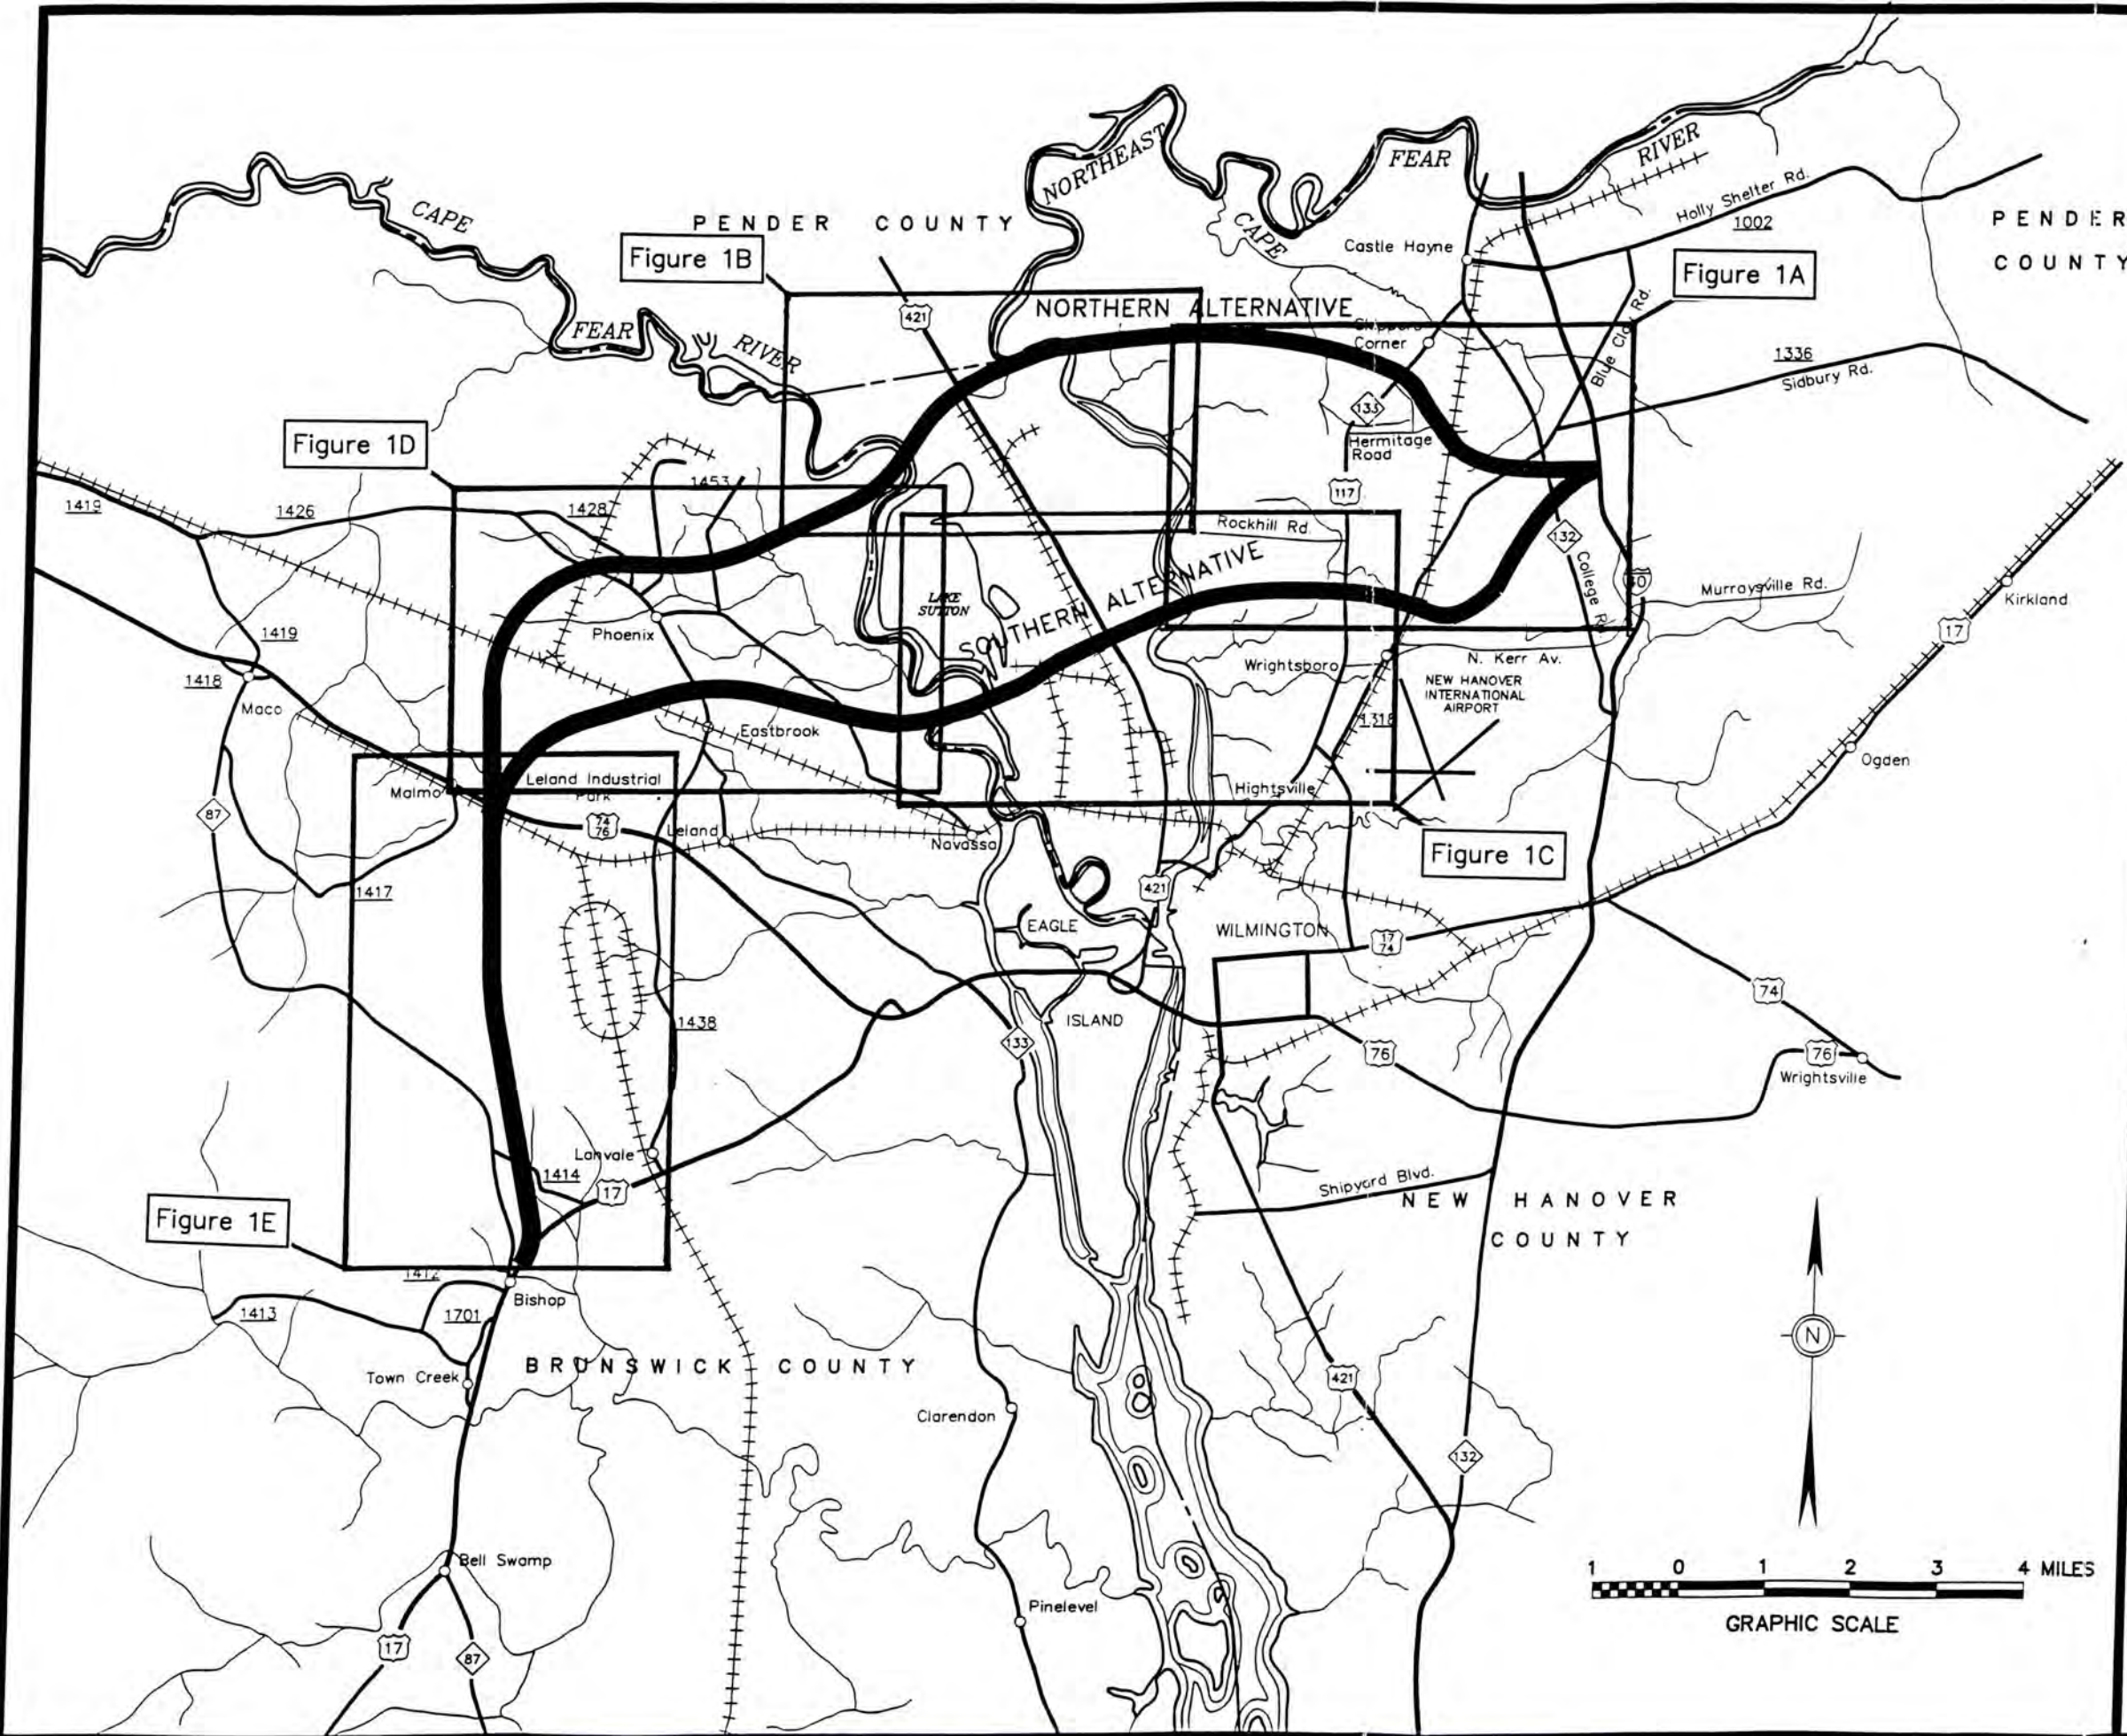 NORTHEAST
CAPE
FEAR
RIVER
CAPE
FEAR
RIVER
PENDER COUNTY
PENDER
COUNTY
Holly Shelter Rd.
1002
Castle Hayne
Figure 1B
Figure 1A
421
NORTHERN ALTERNATIVE
Skippers
Corner
Blue Clay Rd.
1336
Sidbury Rd.
133
Hermitage
Road
Figure 1D
117
1453
1419
1426
1428
Rockhill Rd.
132
College Rd.
40
Murraysville Rd.
Kirkland
17
LAKE
SUTTON
SOUTHERN ALTERNATIVE
Phoenix
1419
1418
Maco
Wrightsboro
N. Kerr Av.
NEW HANOVER
INTERNATIONAL
AIRPORT
1318
Eastbrook
Ogden
Leland Industrial
Park
Malmo
Hightsville
87
74
76
Leland
Navassa
Figure 1C
1417
421
EAGLE
WILMINGTON
17
74
74
ISLAND
1438
133
76
76
Wrightsville
Lanvale
1414
17
Shipyard Blvd.
NEW HANOVER
COUNTY
Figure 1E
1412
Bishop
1413
1701
Town Creek
BRUNSWICK COUNTY
421
Clarendon
N
132
Bell Swamp
Pinelevel
17
87
1 0 1 2 3 4 MILES
GRAPHIC SCALE